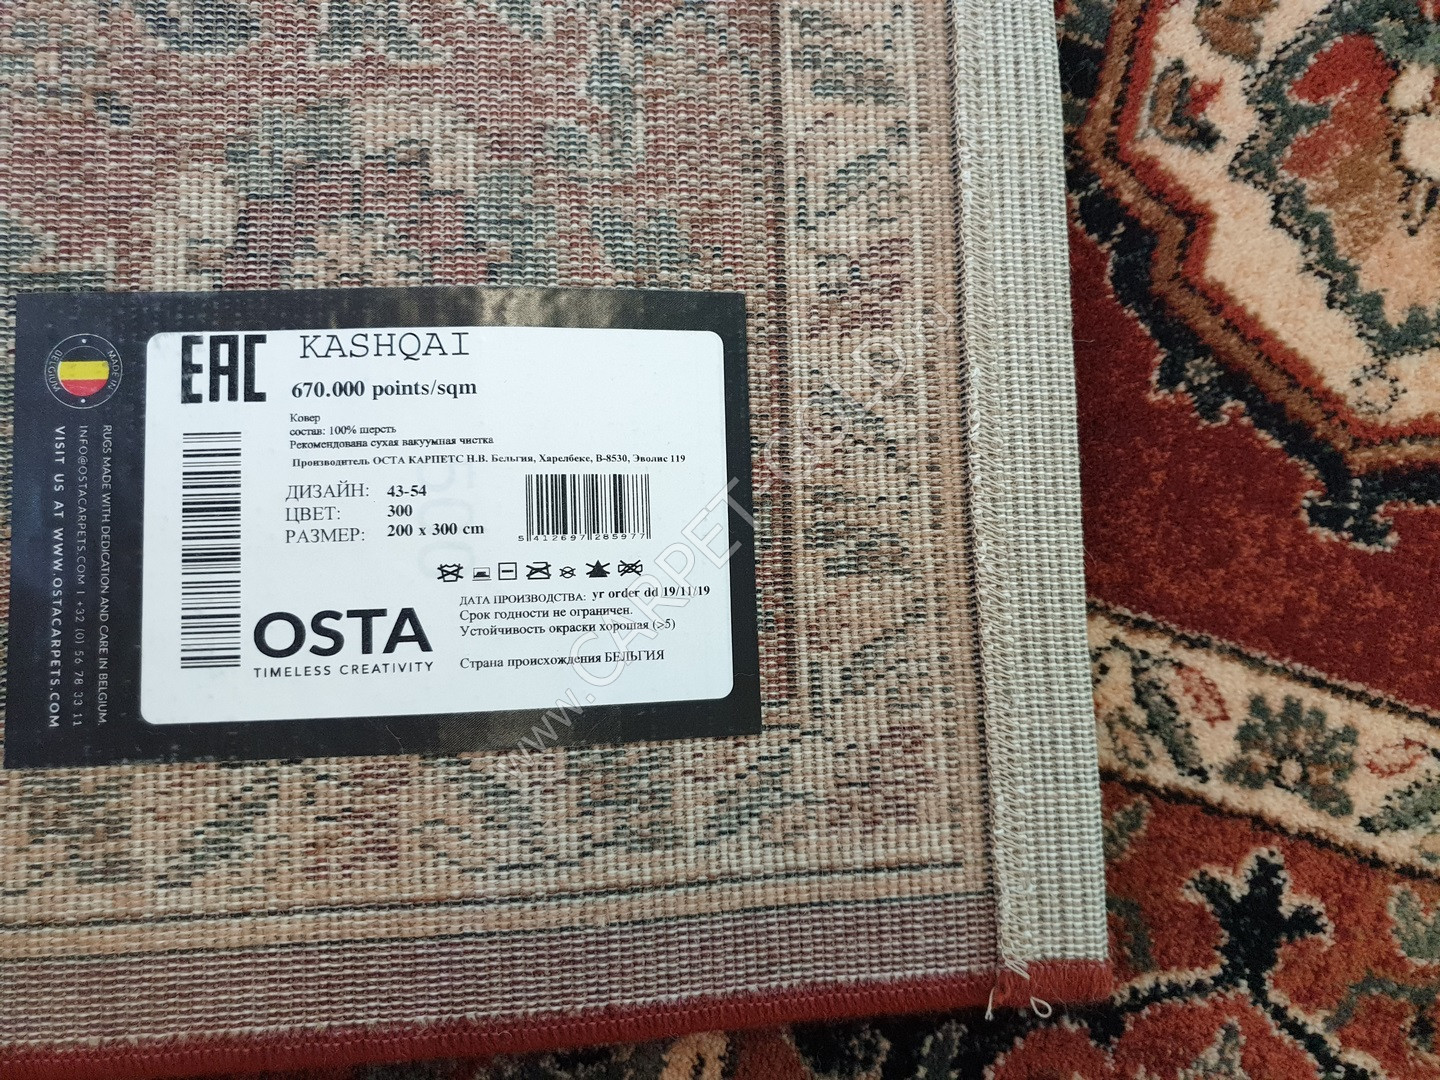 MADE IN
BELGIUM
RUGS MADE WITH DEDICATION AND CARE IN BELGIUM.
INFO@OSTACARPETS.COM I +32 (0) 56 78 33 11
VISIT US AT WWW.OSTACARPETS.COM
EAC KASHQAI
670.000 points/sqm
Ковер
состав: 100% шерсть
Рекомендована сухая вакуумная чистка
Производитель ОСТА КАРПЕТС Н.В. Бельгия, Харелбеке, В-8530, Эволис 119
ДИЗАЙН: 43-54
ЦВЕТ: 300
РАЗМЕР: 200 x 300 cm
5 412697 285977
ДАТА ПРОИЗВОДСТВА: yr order dd 19/11/19
Срок годности не ограничен.
Устойчивость окраски хорошая (>5)
Страна происхождения БЕЛЬГИЯ
OSTA
TIMELESS CREATIVITY